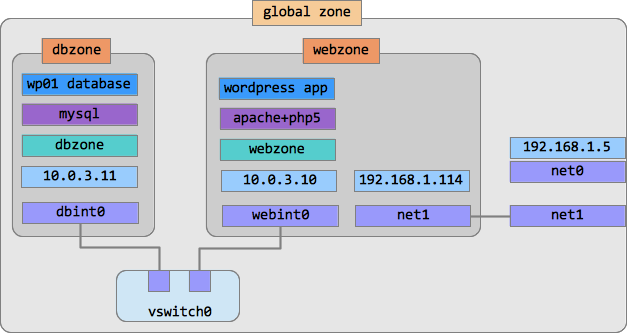 global zone
dbzone
wp01 database
mysql
dbzone
10.0.3.11
dbint0
webzone
wordpress app
apache+php5
webzone
10.0.3.10
192.168.1.114
webint0
net1
192.168.1.5
net0
net1
vswitch0